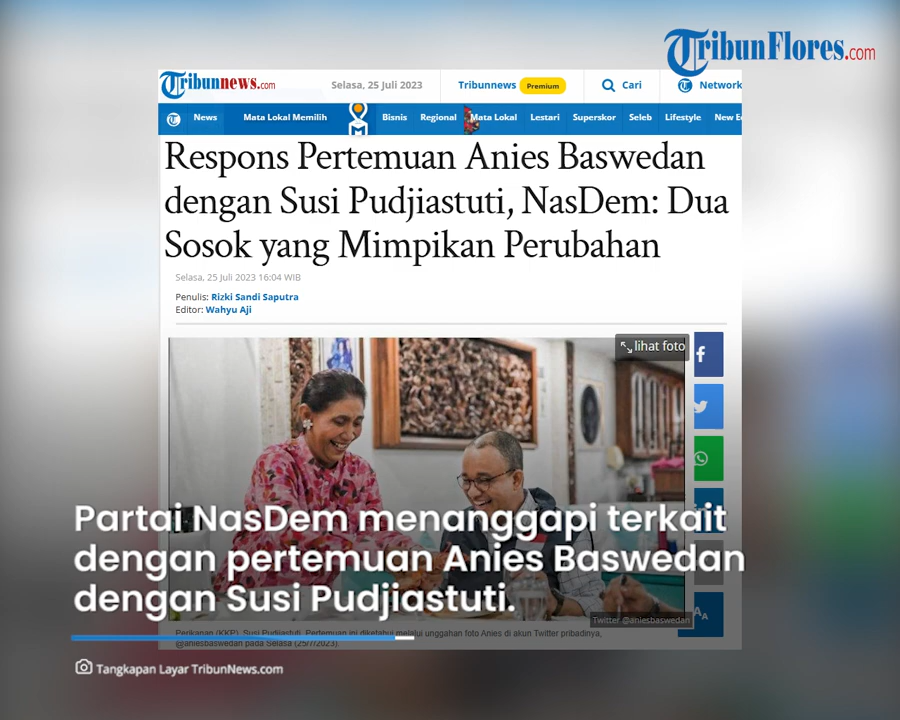 TribunFlores.com
Tribunnews.com Selasa, 25 Juli 2023 Tribunnews Premium Cari Network
News Mata Lokal Memilih Bisnis Regional Mata Lokal Lestari Superskor Seleb Lifestyle New E
Respons Pertemuan Anies Baswedan
dengan Susi Pudjiastuti, NasDem: Dua
Sosok yang Mimpikan Perubahan
Selasa, 25 Juli 2023 16:04 WIB
Penulis: Rizki Sandi Saputra
Editor: Wahyu Aji
lihat foto
Partai NasDem menanggapi terkait
dengan pertemuan Anies Baswedan
dengan Susi Pudjiastuti.
Twitter @aniesbaswedan
AA
Perikanan (KKP), Susi Pudjiastuti. Pertemuan ini diketahui melalui unggahan foto Anies di akun Twitter pribadinya,
@aniesbaswedan pada Selasa (25/7/2023).
Tangkapan Layar TribunNews.com